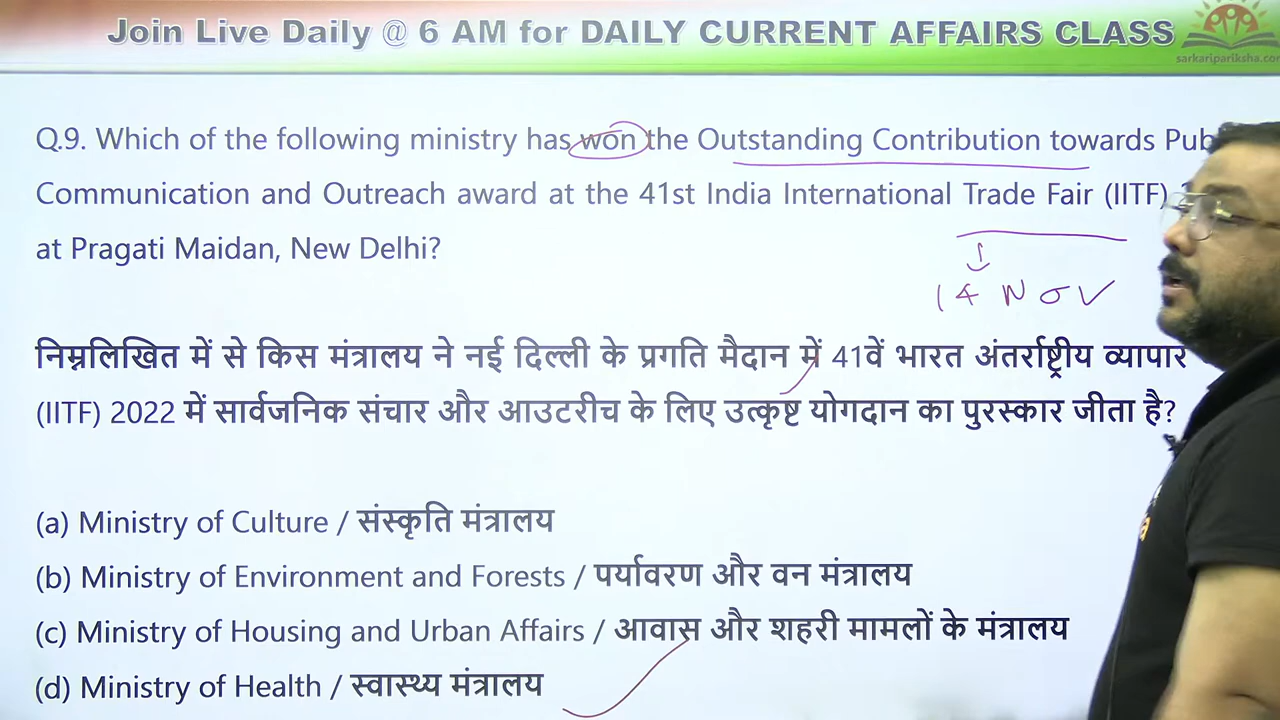 Join Live Daily @ 6 AM for DAILY CURRENT AFFAIRS CLASS
sarkaripariksha.com
Q.9. Which of the following ministry has won the Outstanding Contribution towards Pub
Communication and Outreach award at the 41st India International Trade Fair (IITF) 2
at Pragati Maidan, New Delhi?
14 NOV
निम्नलिखित में से किस मंत्रालय ने नई दिल्ली के प्रगति मैदान में 41वें भारत अंतर्राष्ट्रीय व्यापार
(IITF) 2022 में सार्वजनिक संचार और आउटरीच के लिए उत्कृष्ट योगदान का पुरस्कार जीता है?
(a) Ministry of Culture / संस्कृति मंत्रालय
(b) Ministry of Environment and Forests / पर्यावरण और वन मंत्रालय
(c) Ministry of Housing and Urban Affairs / आवास और शहरी मामलों के मंत्रालय
(d) Ministry of Health / स्वास्थ्य मंत्रालय